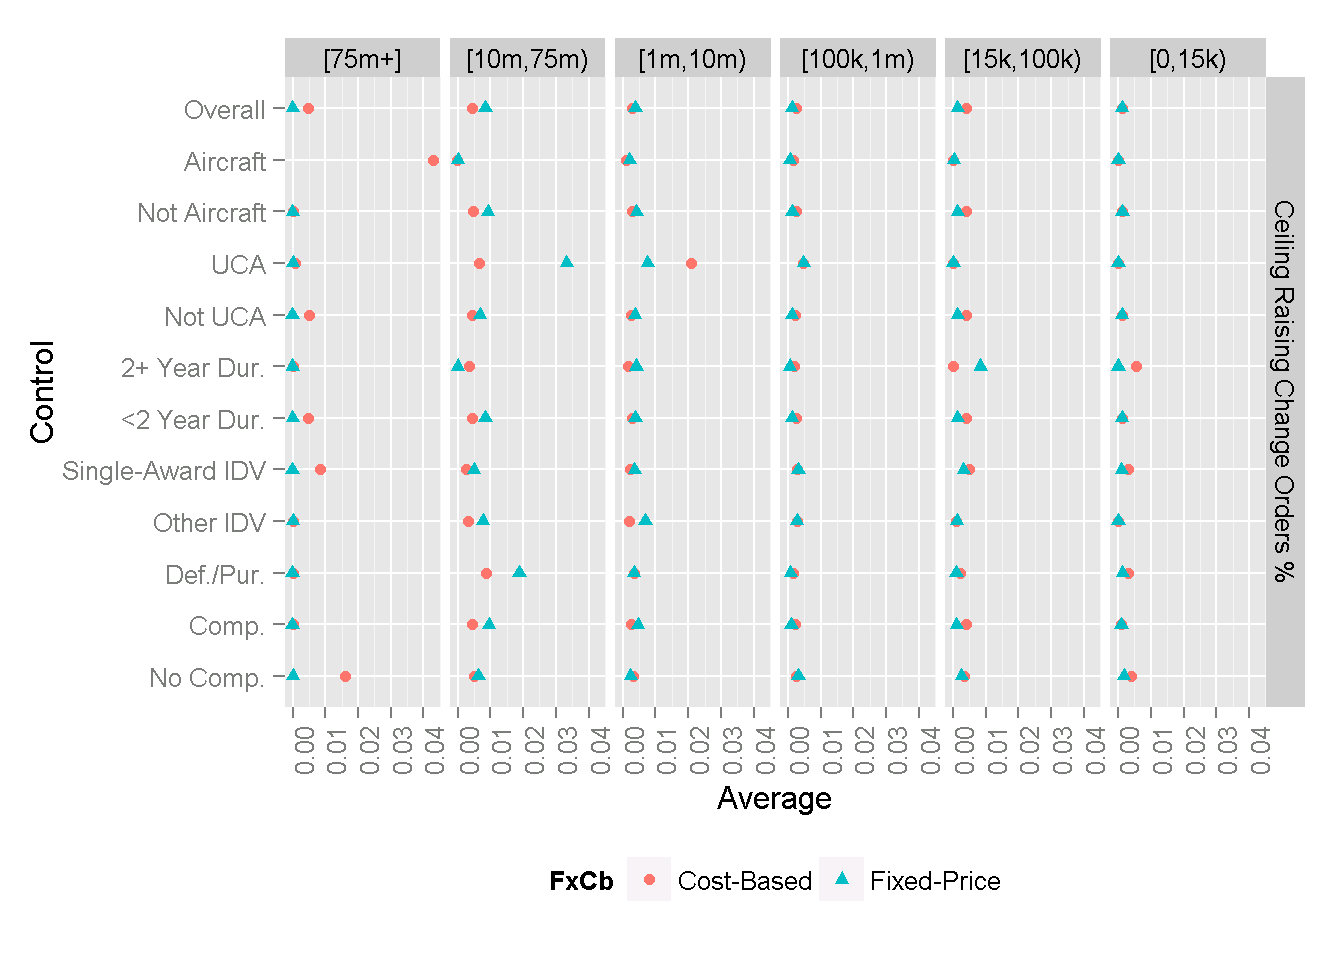 [75m+] [10m,75m) [1m,10m) [100k,1m) [15k,100k) [0,15k)
Overall
Aircraft
Not Aircraft
UCA
Not UCA
2+ Year Dur.
<2 Year Dur.
Single-Award IDV
Other IDV
Def./Pur.
Comp.
No Comp.
Control
Ceiling Raising Change Orders %
0.00 0.01 0.02 0.03 0.04 0.00 0.01 0.02 0.03 0.04 0.00 0.01 0.02 0.03 0.04 0.00 0.01 0.02 0.03 0.04 0.00 0.01 0.02 0.03 0.04 0.00 0.01 0.02 0.03 0.04
Average
FxCb Cost-Based Fixed-Price